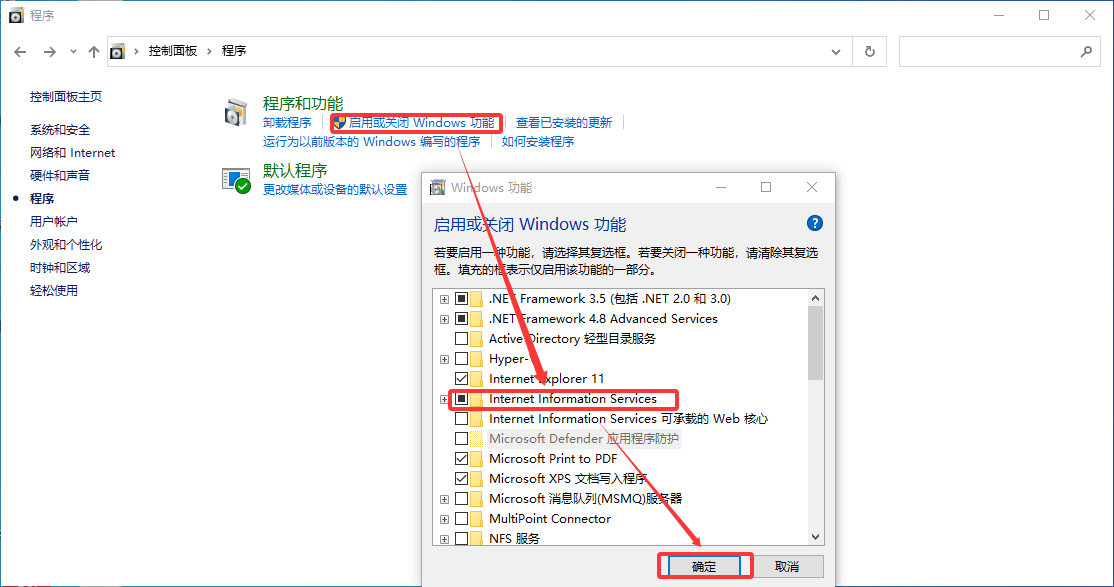 程序
控制面板 › 程序
控制面板主页
系统和安全
网络和 Internet
硬件和声音
程序
用户帐户
外观和个性化
时钟和区域
轻松使用
程序和功能
卸载程序 启用或关闭 Windows 功能 查看已安装的更新
运行为以前版本的 Windows 编写的程序 如何安装程序
默认程序
更改媒体或设备的默认设置
Windows 功能
启用或关闭 Windows 功能
若要启用一种功能，请选择其复选框。若要关闭一种功能，请清除其复选
框。填充的框表示仅启用该功能的一部分。
.NET Framework 3.5 (包括 .NET 2.0 和 3.0)
.NET Framework 4.8 Advanced Services
Active Directory 轻型目录服务
Hyper-
Internet Explorer 11
Internet Information Services
Internet Information Services 可承载的 Web 核心
Microsoft Defender 应用程序防护
Microsoft Print to PDF
Microsoft XPS 文档写入程序
Microsoft 消息队列(MSMQ)服务器
MultiPoint Connector
NFS 服务
确定 取消